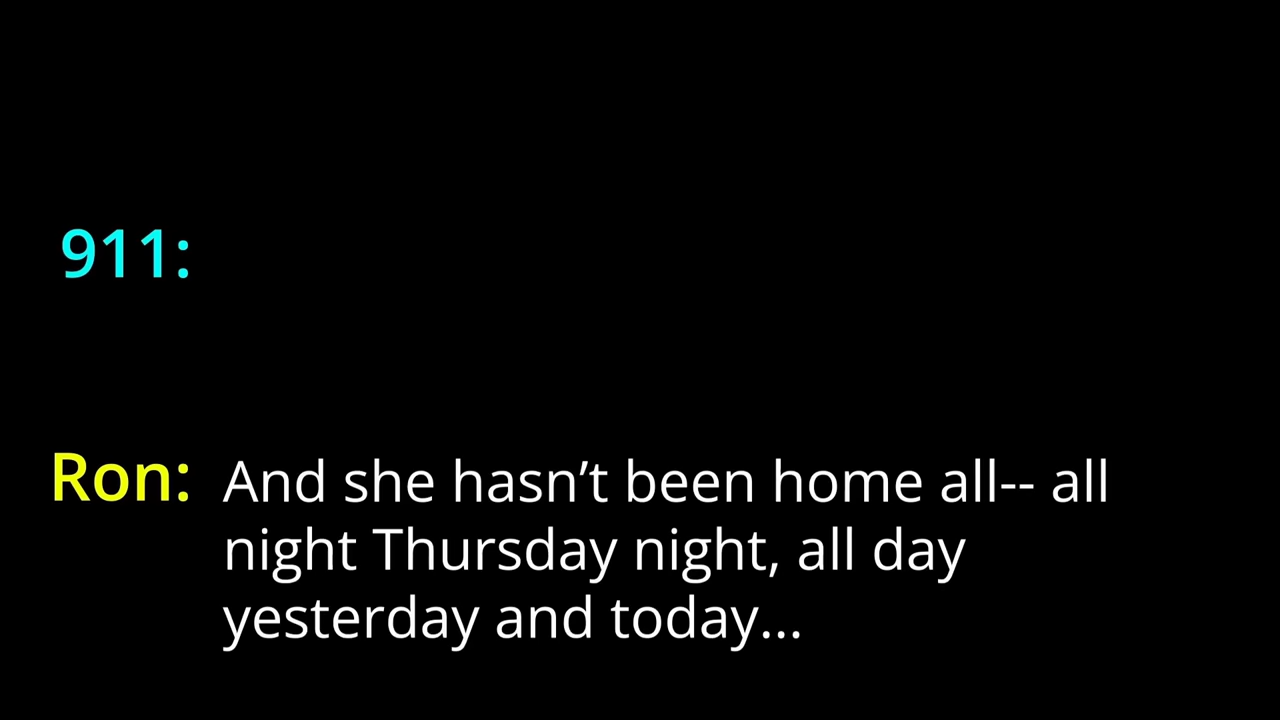 911:
Ron: And she hasn’t been home all-- all
night Thursday night, all day
yesterday and today...